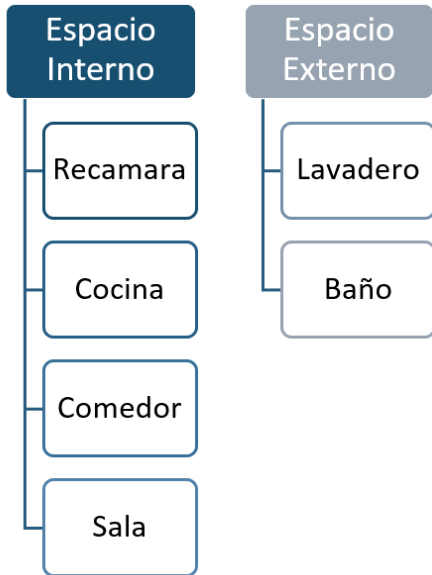 Espacio
Interno
Recamara
Cocina
Comedor
Sala
Espacio
Externo
Lavadero
Baño